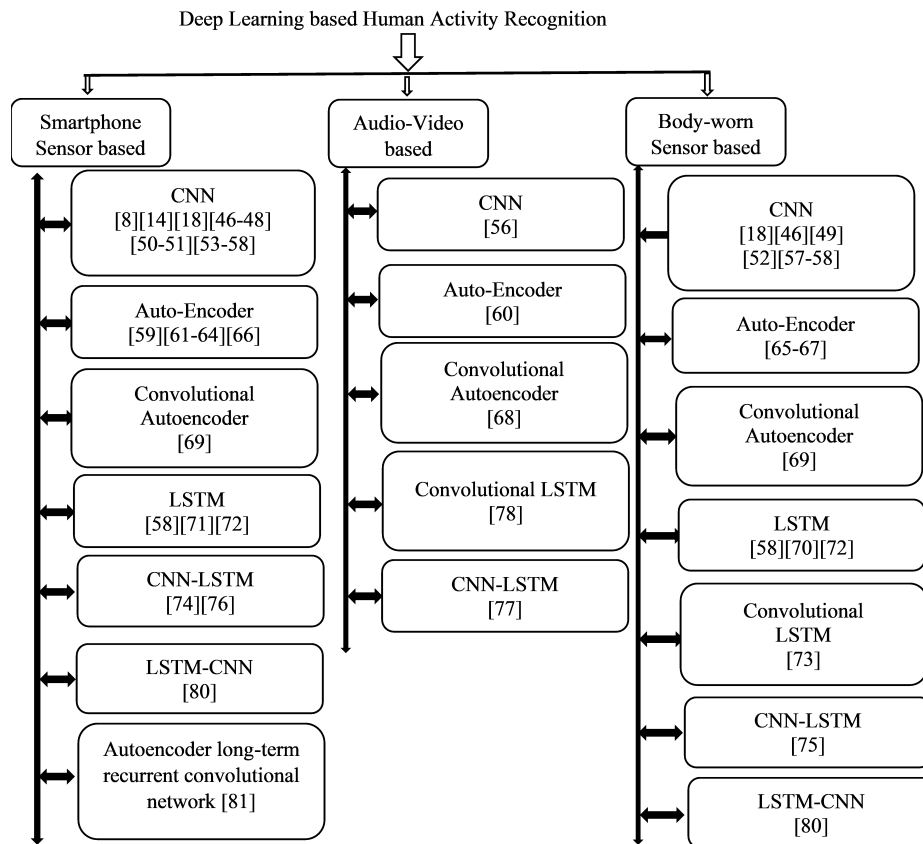 Deep Learning based Human Activity Recognition
Smartphone
Sensor based
CNN
[8][14][18][46-48]
[50-51][53-58]
Auto-Encoder
[59][61-64][66]
Convolutional
Autoencoder
[69]
LSTM
[58][71][72]
CNN-LSTM
[74][76]
LSTM-CNN
[80]
Autoencoder long-term
recurrent convolutional
network [81]
Audio-Video
based
CNN
[56]
Auto-Encoder
[60]
Convolutional
Autoencoder
[68]
Convolutional LSTM
[78]
CNN-LSTM
[77]
Body-worn
Sensor based
CNN
[18][46][49]
[52][57-58]
Auto-Encoder
[65-67]
Convolutional
Autoencoder
[69]
LSTM
[58][70][72]
Convolutional
LSTM
[73]
CNN-LSTM
[75]
LSTM-CNN
[80]